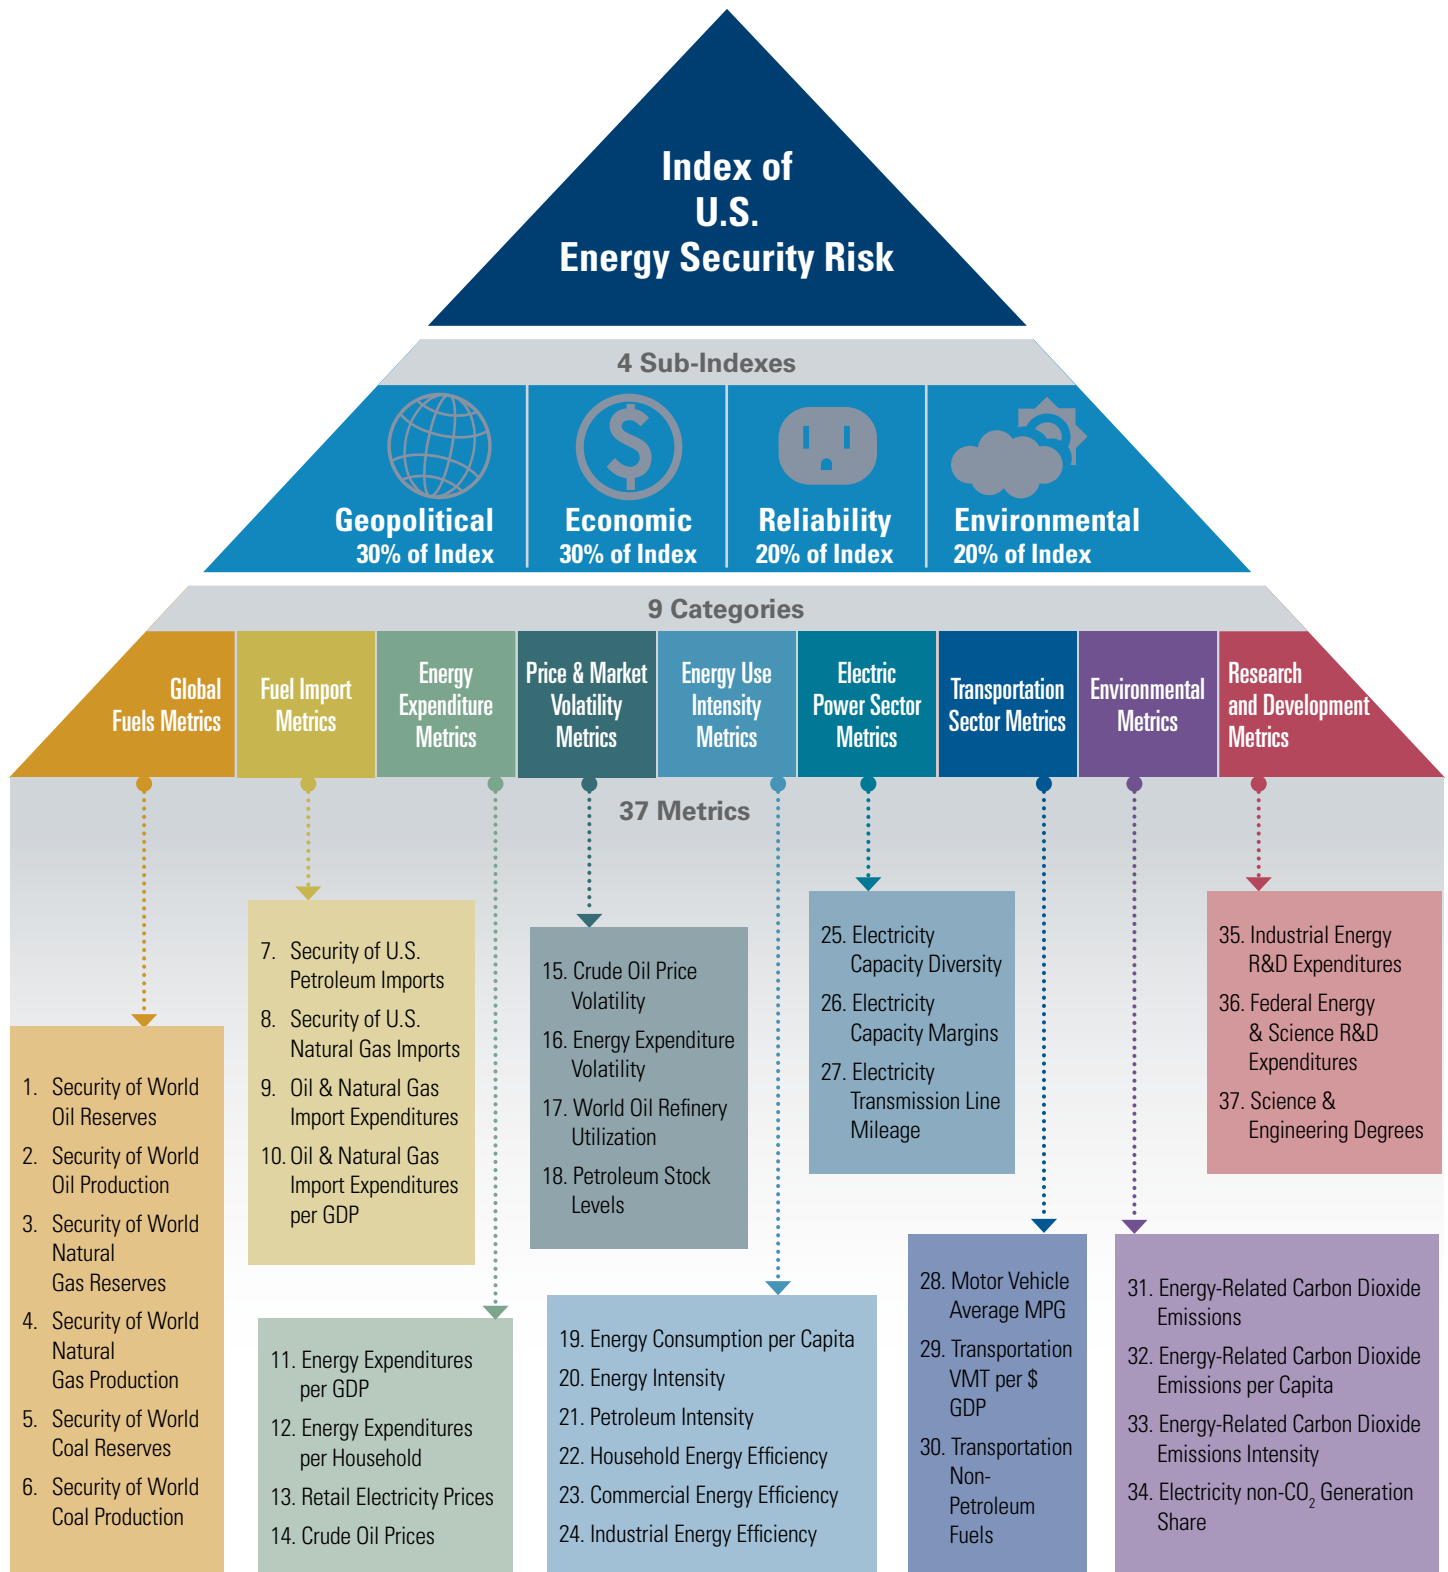 Index of
U.S.
Energy Security Risk
4 Sub-Indexes
Geopolitical
30% of Index
Economic
30% of Index
Reliability
20% of Index
Environmental
20% of Index
9 Categories
Global
Fuels Metrics
Fuel Import
Metrics
Energy
Expenditure
Metrics
Price & Market
Volatility
Metrics
Energy Use
Intensity
Metrics
Electric
Power Sector
Metrics
Transportation
Sector Metrics
Environmental
Metrics
Research
and Development
Metrics
37 Metrics
1. Security of World
Oil Reserves
2. Security of World
Oil Production
3. Security of World
Natural
Gas Reserves
4. Security of World
Natural
Gas Production
5. Security of World
Coal Reserves
6. Security of World
Coal Production
7. Security of U.S.
Petroleum Imports
8. Security of U.S.
Natural Gas Imports
9. Oil & Natural Gas
Import Expenditures
10. Oil & Natural Gas
Import Expenditures
per GDP
11. Energy Expenditures
per GDP
12. Energy Expenditures
per Household
13. Retail Electricity Prices
14. Crude Oil Prices
15. Crude Oil Price
Volatility
16. Energy Expenditure
Volatility
17. World Oil Refinery
Utilization
18. Petroleum Stock
Levels
19. Energy Consumption per Capita
20. Energy Intensity
21. Petroleum Intensity
22. Household Energy Efficiency
23. Commercial Energy Efficiency
24. Industrial Energy Efficiency
25. Electricity
Capacity Diversity
26. Electricity
Capacity Margins
27. Electricity
Transmission Line
Mileage
28. Motor Vehicle
Average MPG
29. Transportation
VMT per $
GDP
30. Transportation
Non-
Petroleum
Fuels
31. Energy-Related Carbon Dioxide
Emissions
32. Energy-Related Carbon Dioxide
Emissions per Capita
33. Energy-Related Carbon Dioxide
Emissions Intensity
34. Electricity non-CO₂ Generation
Share
35. Industrial Energy
R&D Expenditures
36. Federal Energy
& Science R&D
Expenditures
37. Science &
Engineering Degrees